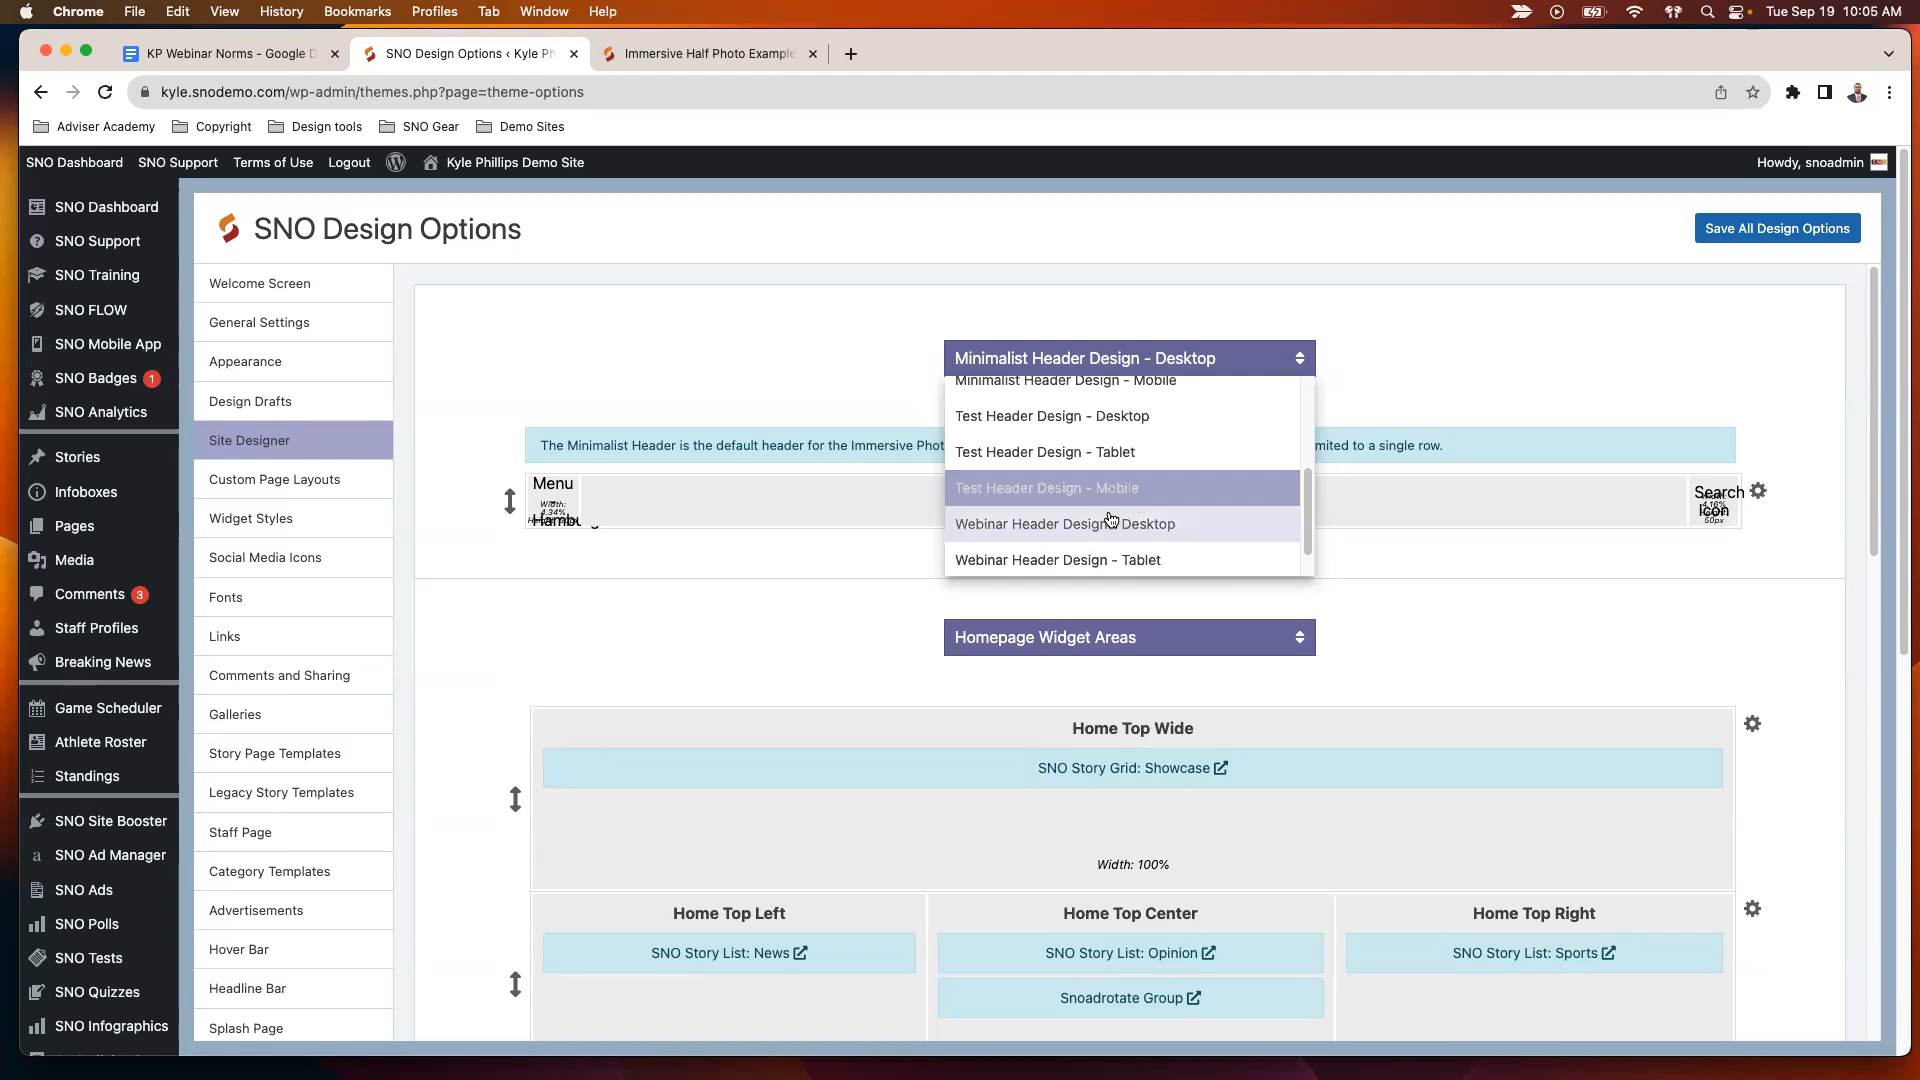 Chrome File Edit View History Bookmarks Profiles Tab Window Help Tue Sep 19 10:05 AM
KP Webinar Norms - Google D
SNO Design Options ‹ Kyle Ph
Immersive Half Photo Example
kyle.snodemo.com/wp-admin/themes.php?page=theme-options
Adviser Academy Copyright Design tools SNO Gear Demo Sites
SNO Dashboard SNO Support Terms of Use Logout Kyle Phillips Demo Site Howdy, snoadmin
SNO Dashboard
SNO Support
SNO Training
SNO FLOW
SNO Mobile App
SNO Badges 1
SNO Analytics
Stories
Infoboxes
Pages
Media
Comments 3
Staff Profiles
Breaking News
Game Scheduler
Athlete Roster
Standings
SNO Site Booster
SNO Ad Manager
SNO Ads
SNO Polls
SNO Tests
SNO Quizzes
SNO Infographics
SNO Design Options
Save All Design Options
Welcome Screen
General Settings
Appearance
Design Drafts
Site Designer
Custom Page Layouts
Widget Styles
Social Media Icons
Fonts
Links
Comments and Sharing
Galleries
Story Page Templates
Legacy Story Templates
Staff Page
Category Templates
Advertisements
Hover Bar
Headline Bar
Splash Page
Minimalist Header Design - Desktop
Minimalist Header Design - Mobile
Test Header Design - Desktop
Test Header Design - Tablet
Test Header Design - Mobile
Webinar Header Design - Desktop
Webinar Header Design - Tablet
The Minimalist Header is the default header for the Immersive Phot
mited to a single row.
Menu
Width:
4.34%
Search
Icon
4.16%
50px
Homepage Widget Areas
Home Top Wide
SNO Story Grid: Showcase
Width: 100%
Home Top Left
SNO Story List: News
Home Top Center
SNO Story List: Opinion
Snoadrotate Group
Home Top Right
SNO Story List: Sports